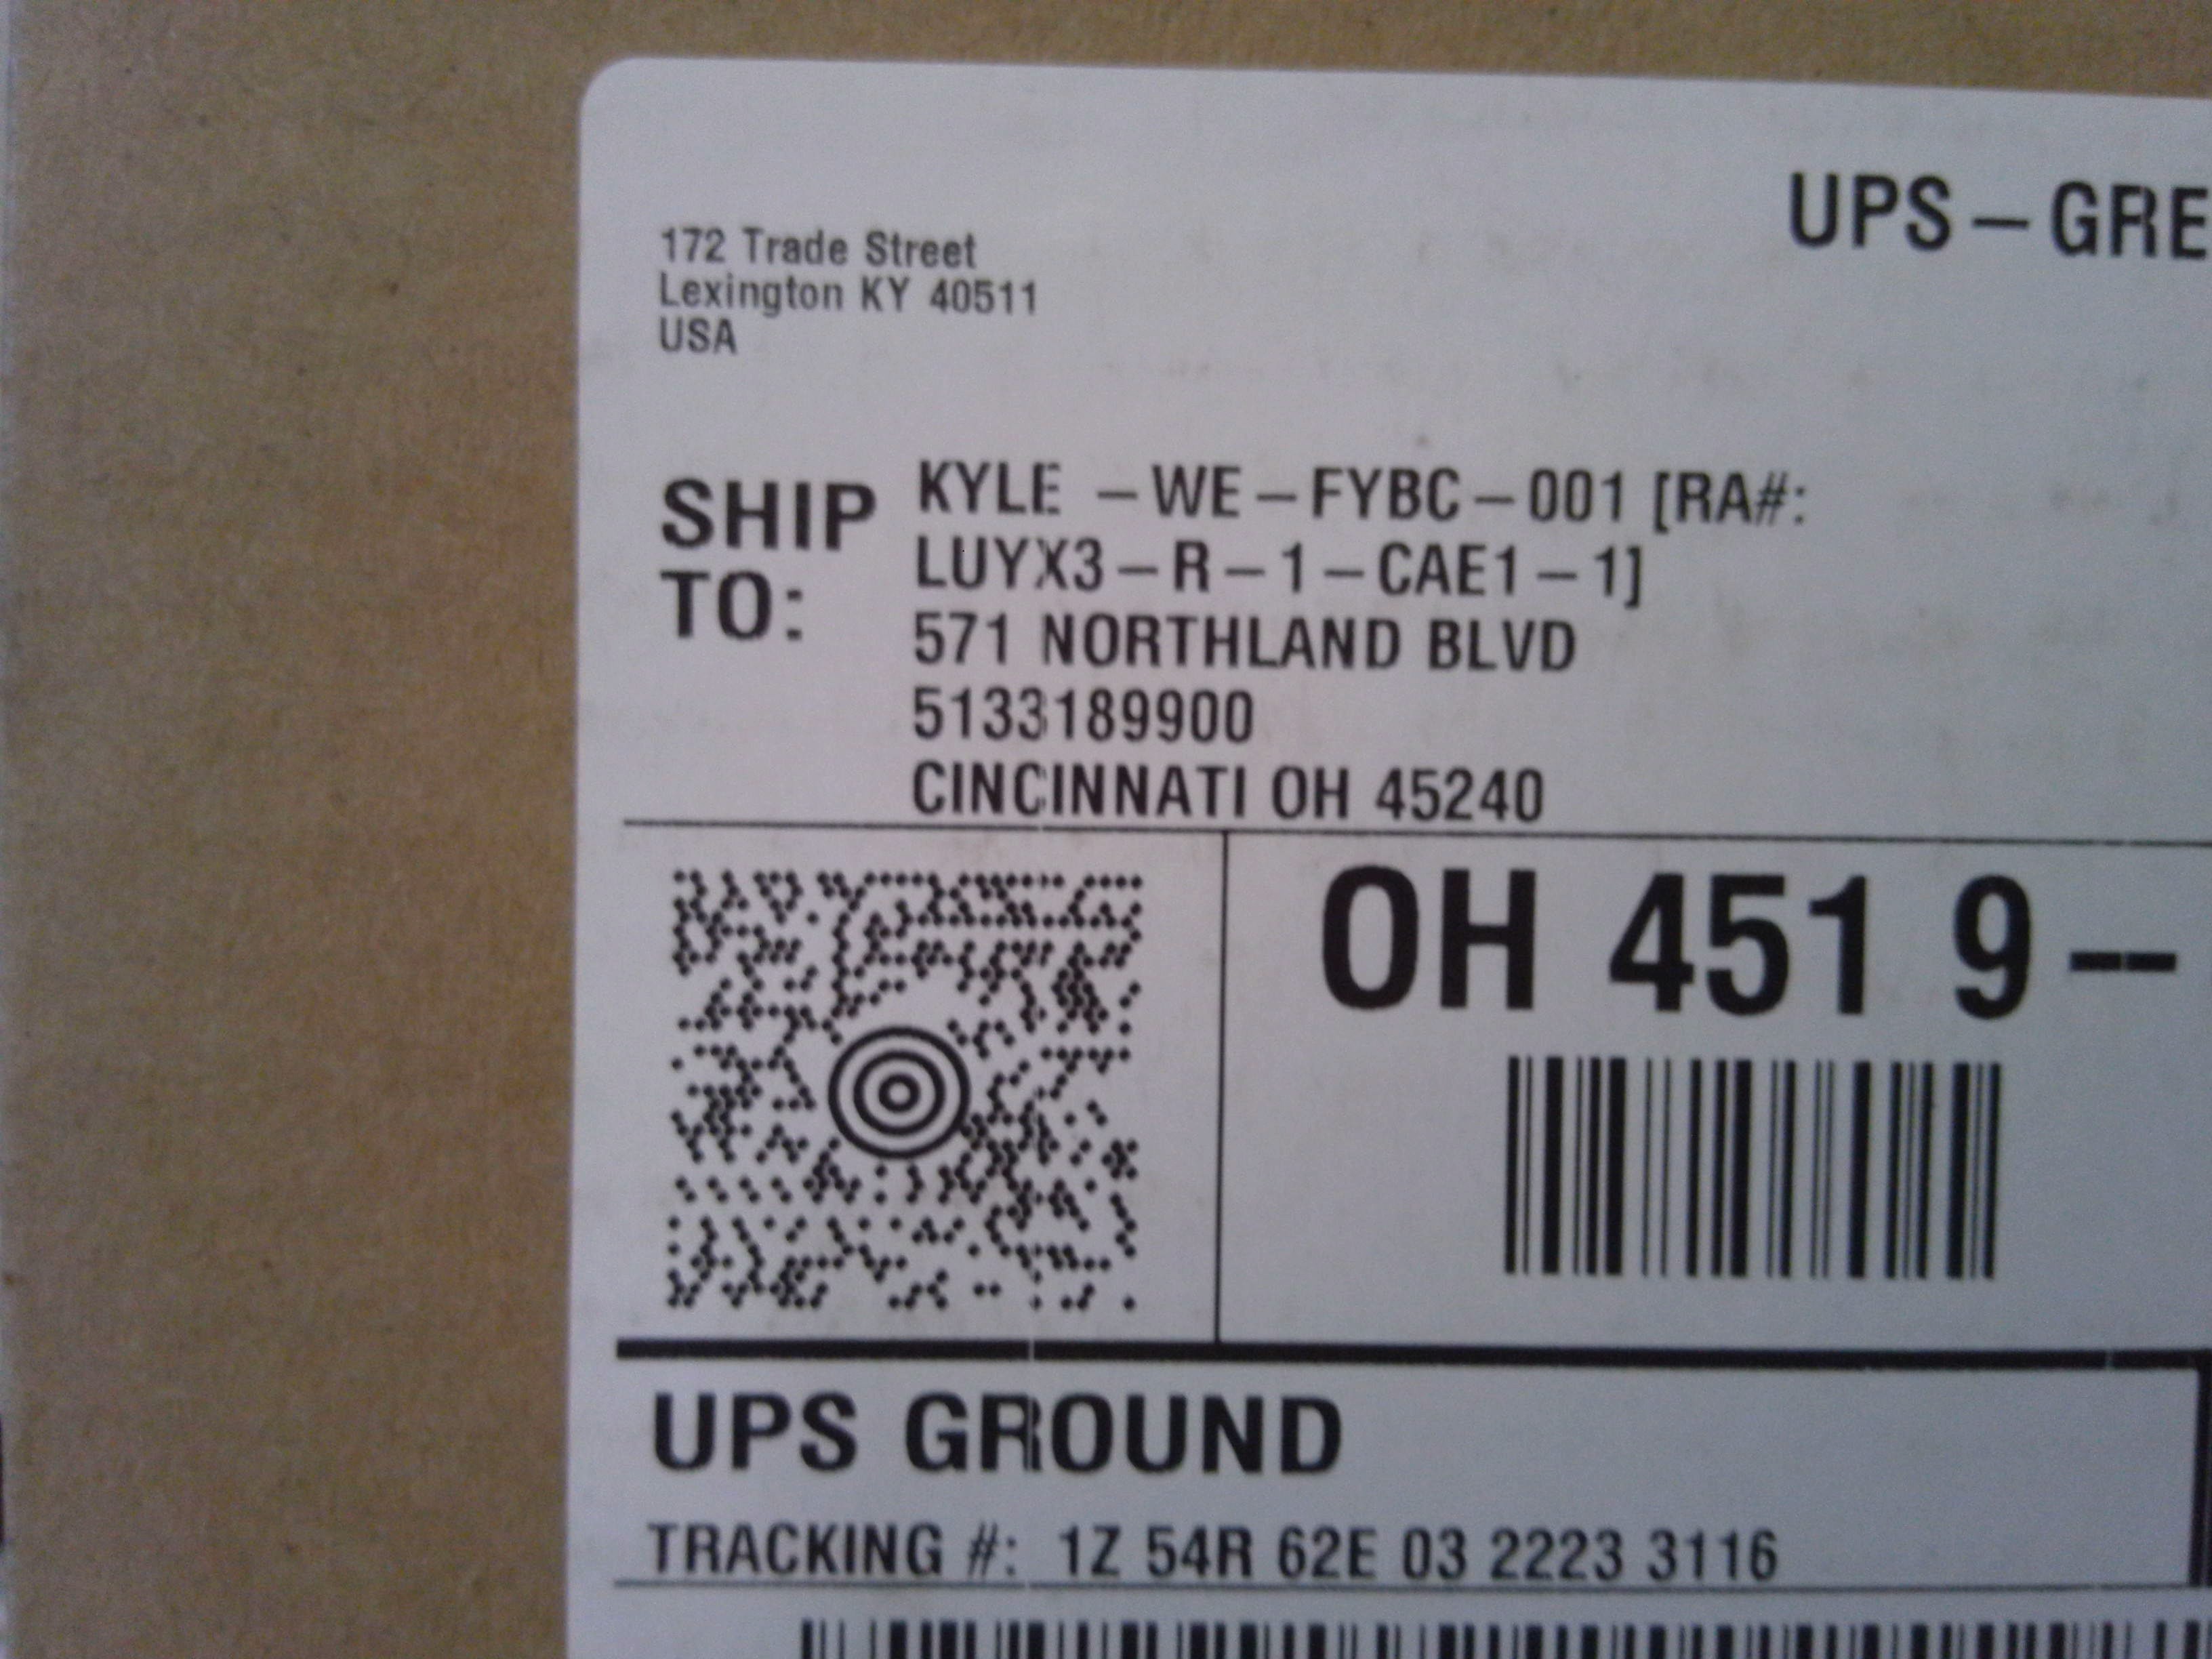 172 Trade Street
Lexington KY 40511
USA
UPS-GRE
SHIP TO:
KYLE -WE-FYBC-001 [RA#:
LUYX3-R-1-CAE1-1]
571 NORTHLAND BLVD
5133189900
CINCINNATI OH 45240
OH 451 9--
UPS GROUND
TRACKING #: 1Z 54R 62E 03 2223 3116